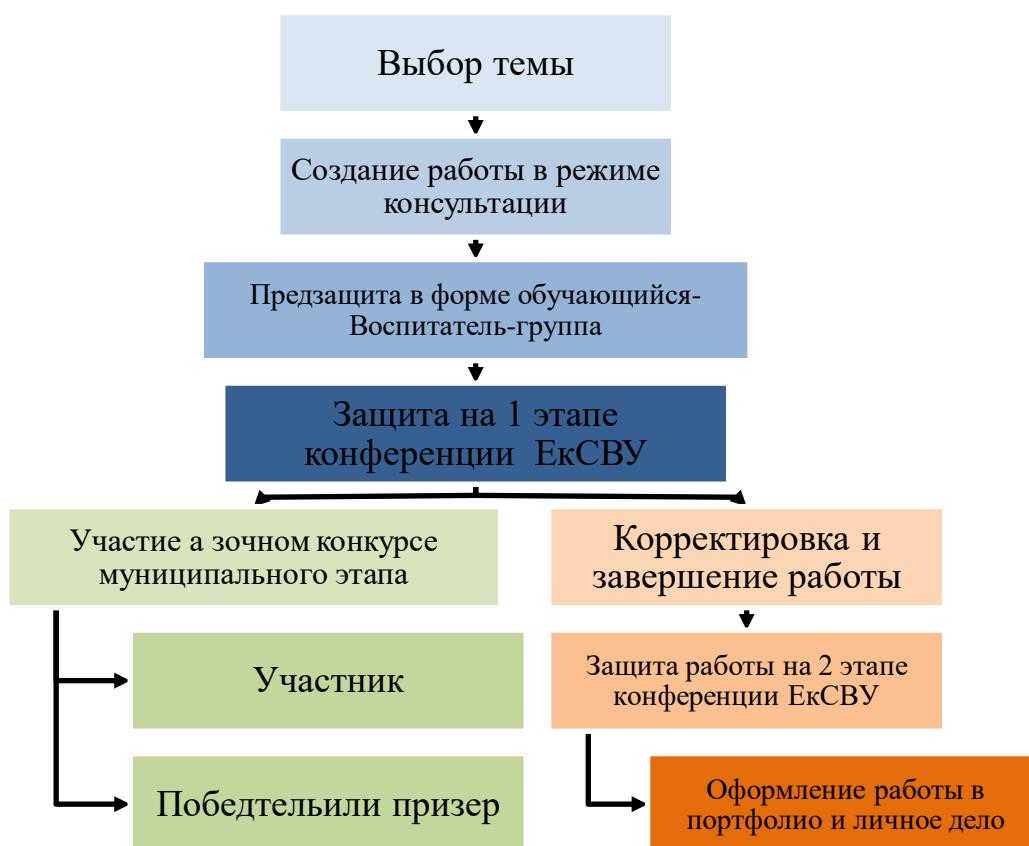 Выбор темы
Создание работы в режиме
консультации
Предзащита в форме обучающийся-
Воспитатель-группа
Защита на 1 этапе
конференции ЕкСВУ
Участие а зочном конкурсе
муниципального этапа
Участник
Победтельили призер
Корректировка и
завершение работы
Защита работы на 2 этапе
конференции ЕкСВУ
Оформление работы в
портфолио и личное дело